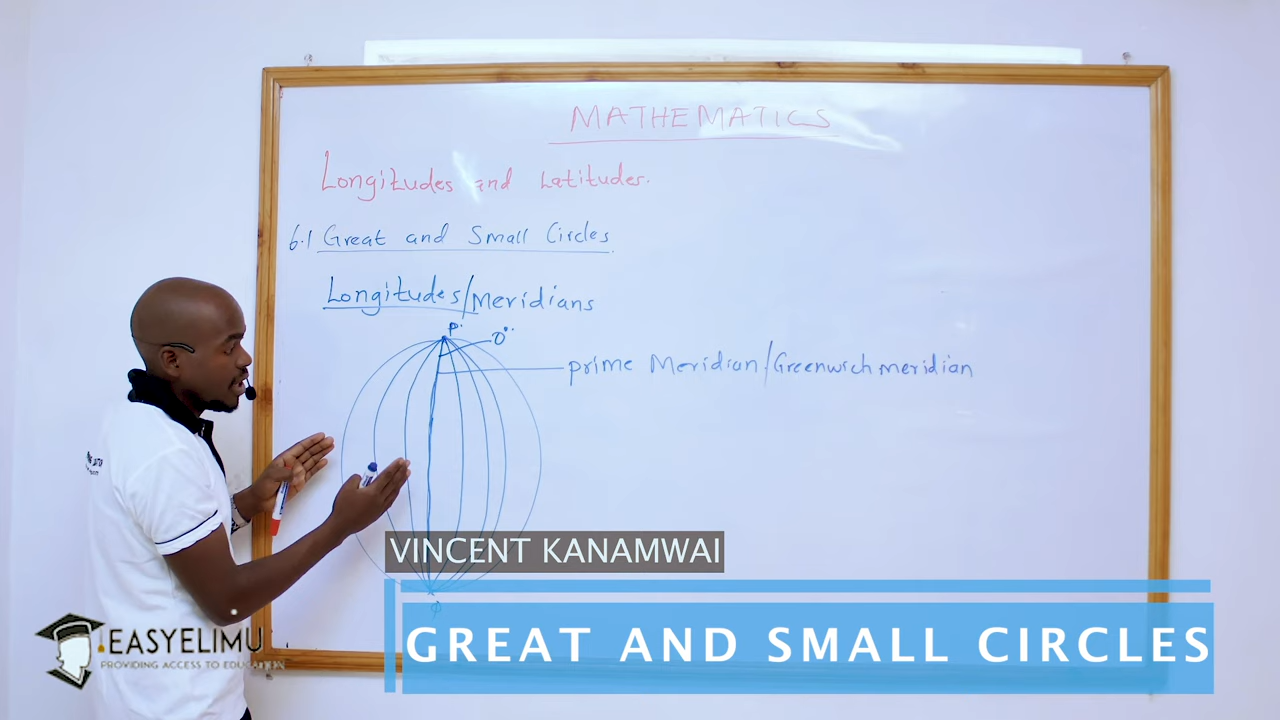 MATHEMATICS
Longitudes and Latitudes.
6.1 Great and Small Circles
Longitudes/Meridians
P.
0°
prime Meridian/Greenwich meridian
VINCENT KANAMWAI
GREAT AND SMALL CIRCLES
EASYELIMU
PROVIDING ACCESS TO EDUCATION